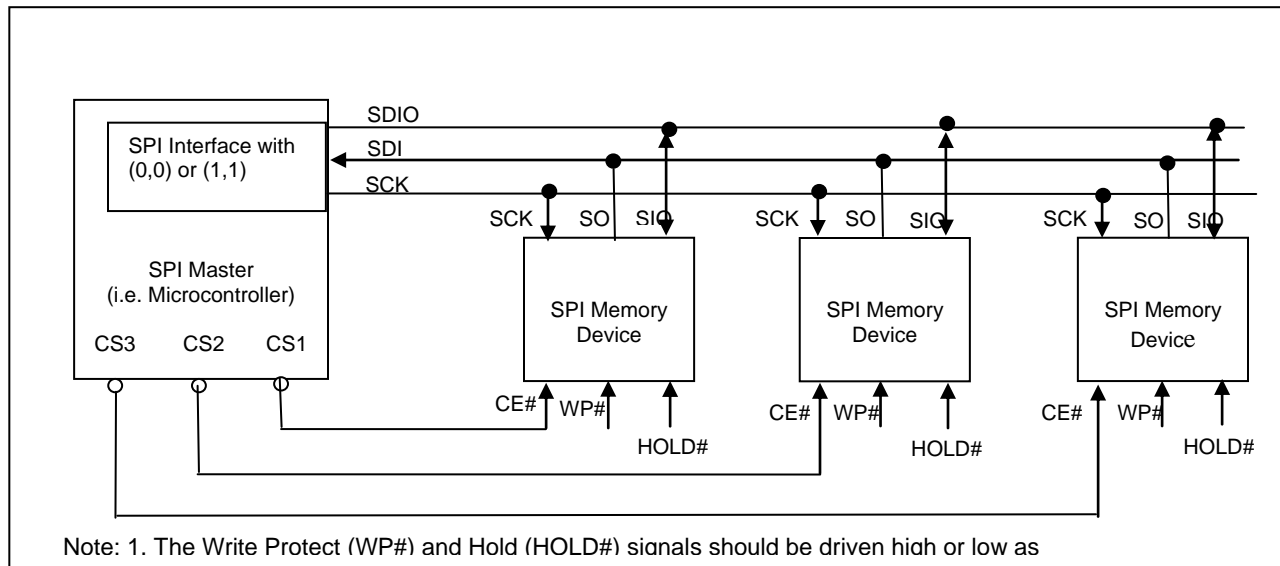 SDIO
SPI Interface with
(0,0) or (1,1)
SDI
SCK
SCK SO SIO SCK SO SIO SCK SO SIO
SPI Master
(i.e. Microcontroller)
SPI Memory
Device
SPI Memory
Device
SPI Memory
Device
CS3 CS2 CS1
CE# WP# HOLD#
CE# WP# HOLD#
CE# WP# HOLD#
Note: 1. The Write Protect (WP#) and Hold (HOLD#) signals should be driven high or low as